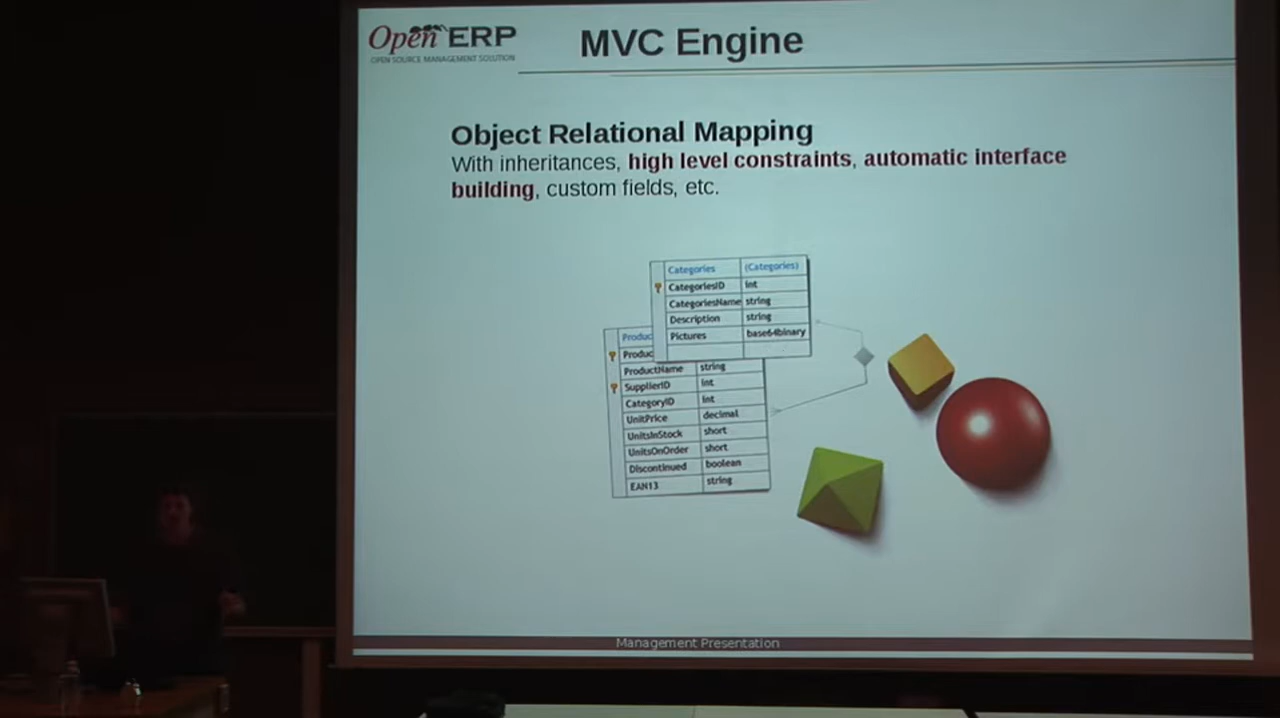 Open ERP
OPEN SOURCE MANAGEMENT SOLUTION
MVC Engine
Object Relational Mapping
With inheritances, high level constraints, automatic interface
building, custom fields, etc.
Categories (Categories)
CategoriesID int
CategoriesName string
Description string
Pictures base64binary
Produc
Produc
ProductName string
SupplierID int
CategoryID int
UnitPrice decimal
UnitsInStock short
UnitsOnOrder short
Discontinued boolean
EAN13 string
Management Presentation